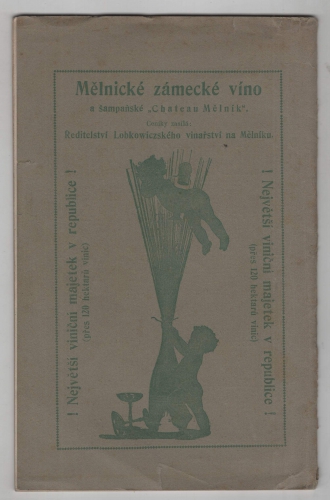 Mělnické zámecké víno
a šampaňské „Chateau Mělník“.
Ředitelství Lobkowiczského vinařství na Mělníku.
! Největší viniční majetek v republice !
(přes 120 hektarů vinic)
! Největší viniční majetek v republice !
(přes 120 hektarů vinic)